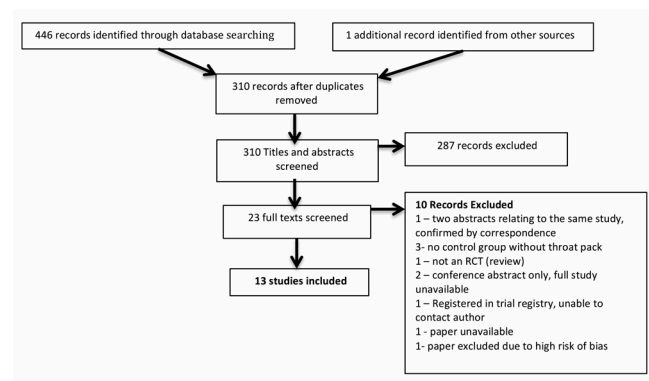 446 records identified through database searching
1 additional record identified from other sources
310 records after duplicates
removed
310 Titles and abstracts
screened
287 records excluded
23 full texts screened
13 studies included
10 Records Excluded
1 – two abstracts relating to the same study,
confirmed by correspondence
3- no control group without throat pack
1 – not an RCT (review)
2 – conference abstract only, full study
unavailable
1 – Registered in trial registry, unable to
contact author
1 - paper unavailable
1- paper excluded due to high risk of bias